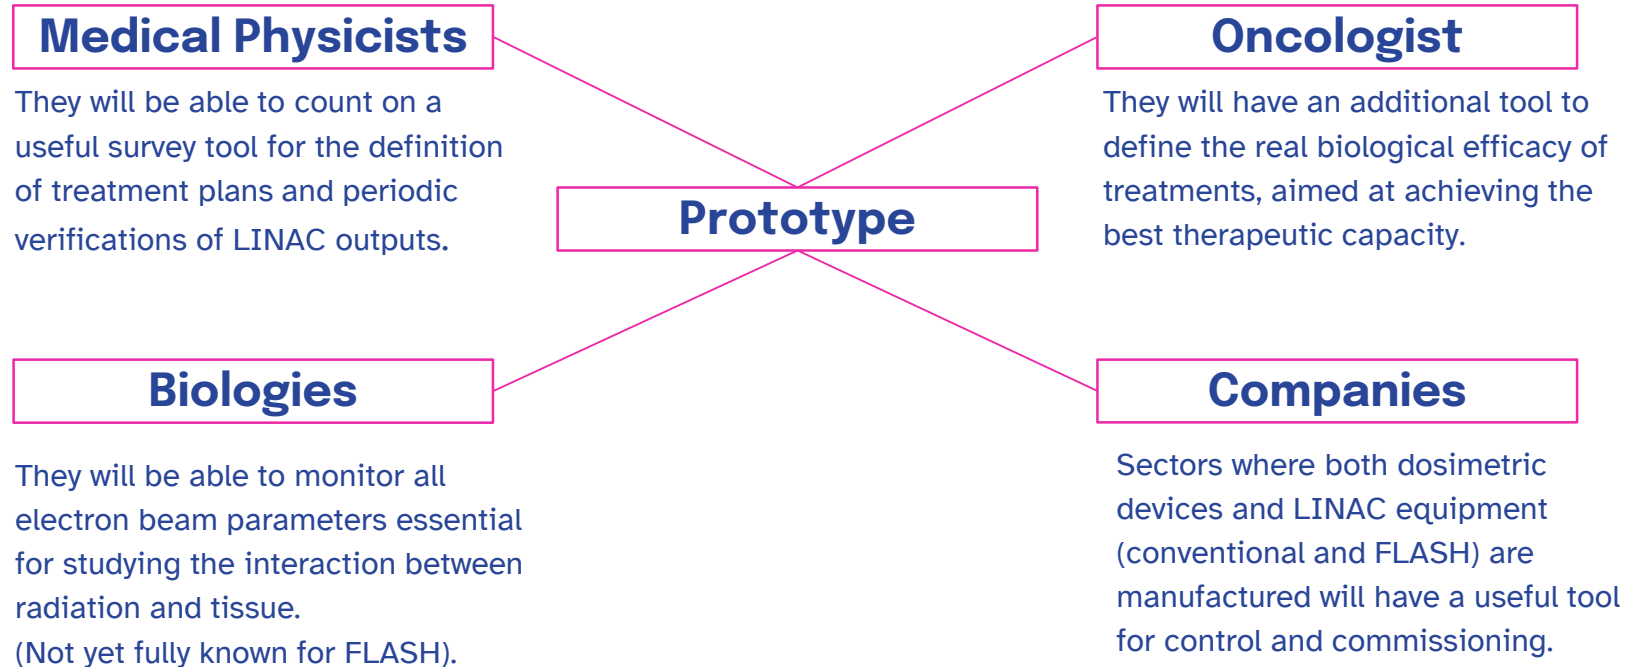 Medical Physicists
They will be able to count on a
useful survey tool for the definition
of treatment plans and periodic
verifications of LINAC outputs.
Oncologist
They will have an additional tool to
define the real biological efficacy of
treatments, aimed at achieving the
best therapeutic capacity.
Prototype
Biologies
They will be able to monitor all
electron beam parameters essential
for studying the interaction between
radiation and tissue.
(Not yet fully known for FLASH).
Companies
Sectors where both dosimetric
devices and LINAC equipment
(conventional and FLASH) are
manufactured will have a useful tool
for control and commissioning.